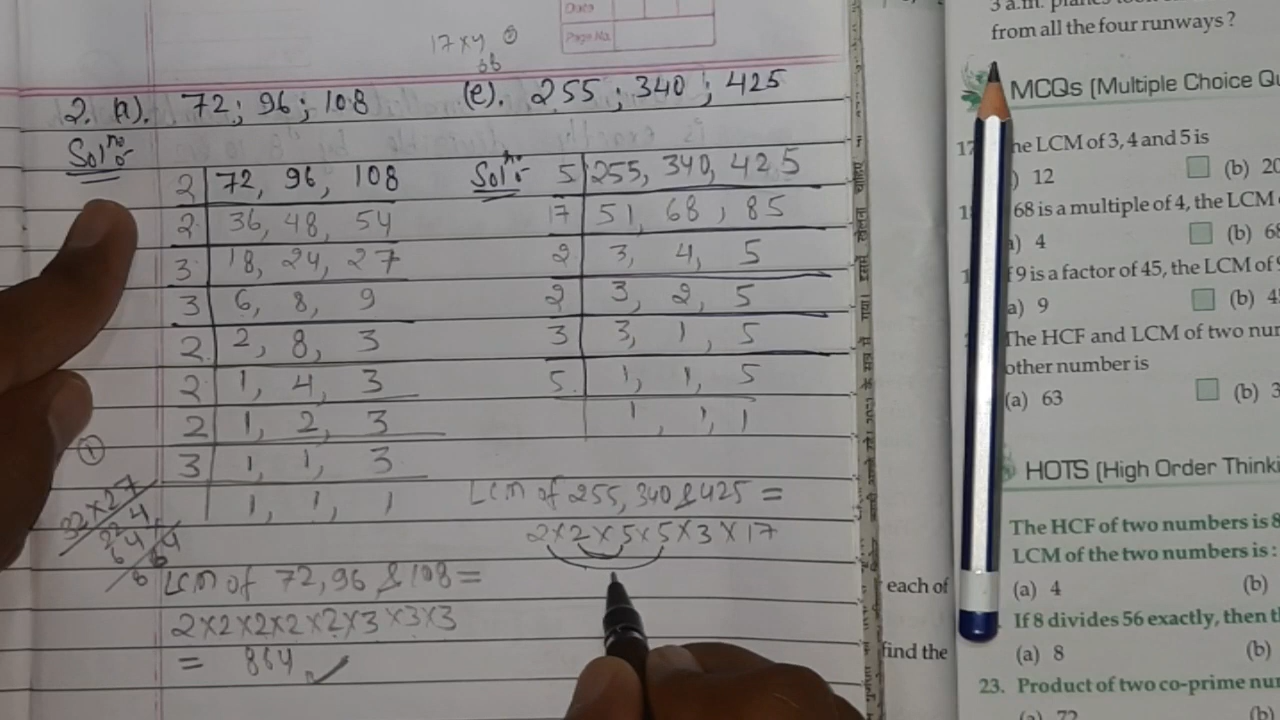 Date
Page No.
17×4
68
2. (A). 72; 96; 108
Solno
2 72, 96, 108
2 36, 48, 54
3 18, 24, 27
3 6, 8, 9
2 2, 8, 3
2 1, 4, 3
2 1, 2, 3
3 1, 1, 3
1, 1, 1
32×27
LCM of 72,96 & 108 =
2×2×2×2×2×3×3×3
= 864
(e). 255; 340; 425
Solno
5 255, 340, 425
17 51, 68, 85
2 3, 4, 5
2 3, 2, 5
3 3, 1, 5
5 1, 1, 5
1, 1, 1
LCM of 255, 340 & 425 =
2×2×5×5×3×17
each of
find the
from all the four runways ?
MCQs (Multiple Choice
he LCM of 3, 4 and 5 is
12
(b) 20
68 is a multiple of 4, the LCM
a) 4
(b) 68
9 is a factor of 45, the LCM of
a) 9
(b) 4
The HCF and LCM of two
other number is
(a) 63
(b) 3
HOTS (High Order
The HCF of two numbers is 8
LCM of the two numbers is :
(a) 4
(b)
If 8 divides 56 exactly, then
(a) 8
(b)
23. Product of two co-prime
(a) 72
(b)